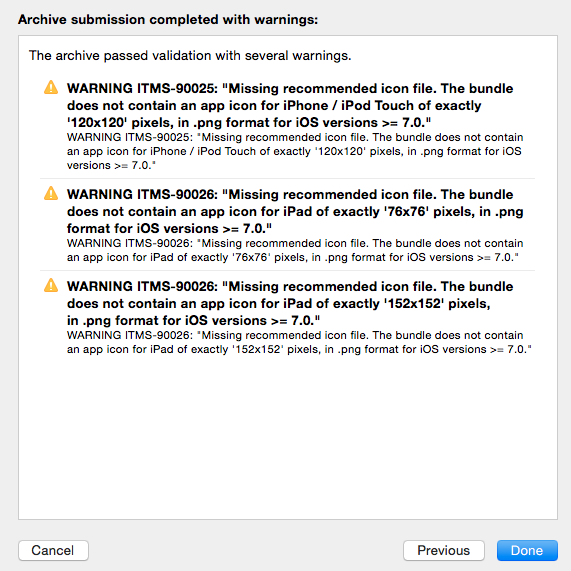 Archive submission completed with warnings:
The archive passed validation with several warnings.
WARNING ITMS-90025: "Missing recommended icon file. The bundle
does not contain an app icon for iPhone / iPod Touch of exactly
'120x120' pixels, in .png format for iOS versions >= 7.0."
WARNING ITMS-90025: "Missing recommended icon file. The bundle does not contain
an app icon for iPhone / iPod Touch of exactly '120x120' pixels, in .png format for iOS
versions >= 7.0."
WARNING ITMS-90026: "Missing recommended icon file. The bundle
does not contain an app icon for iPad of exactly '76x76' pixels, in .png
format for iOS versions >= 7.0."
WARNING ITMS-90026: "Missing recommended icon file. The bundle does not contain
an app icon for iPad of exactly '76x76' pixels, in .png format for iOS versions >= 7.0."
WARNING ITMS-90026: "Missing recommended icon file. The bundle
does not contain an app icon for iPad of exactly '152x152' pixels,
in .png format for iOS versions >= 7.0."
WARNING ITMS-90026: "Missing recommended icon file. The bundle does not contain
an app icon for iPad of exactly '152x152' pixels, in .png format for iOS versions >= 7.0."
Cancel
Previous
Done